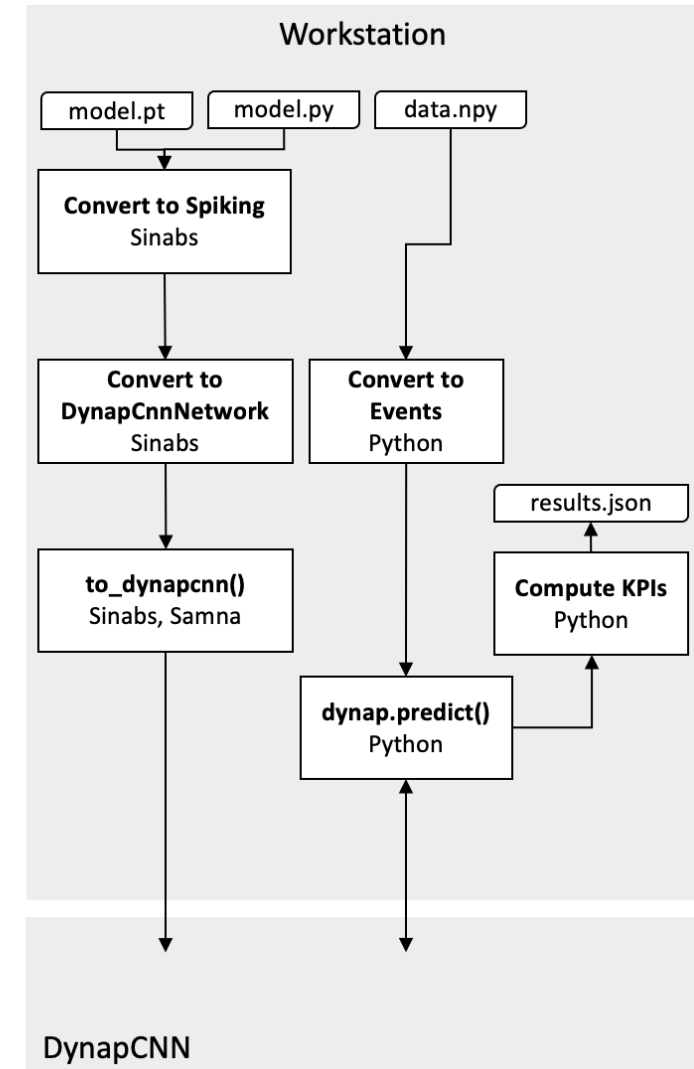 Workstation
model.pt
model.py
data.npy
Convert to Spiking
Sinabs
Convert to
DynapCnnNetwork
Sinabs
Convert to
Events
Python
results.json
to_dynapcnn()
Sinabs, Samna
Compute KPIs
Python
dynap.predict()
Python
DynapCNN